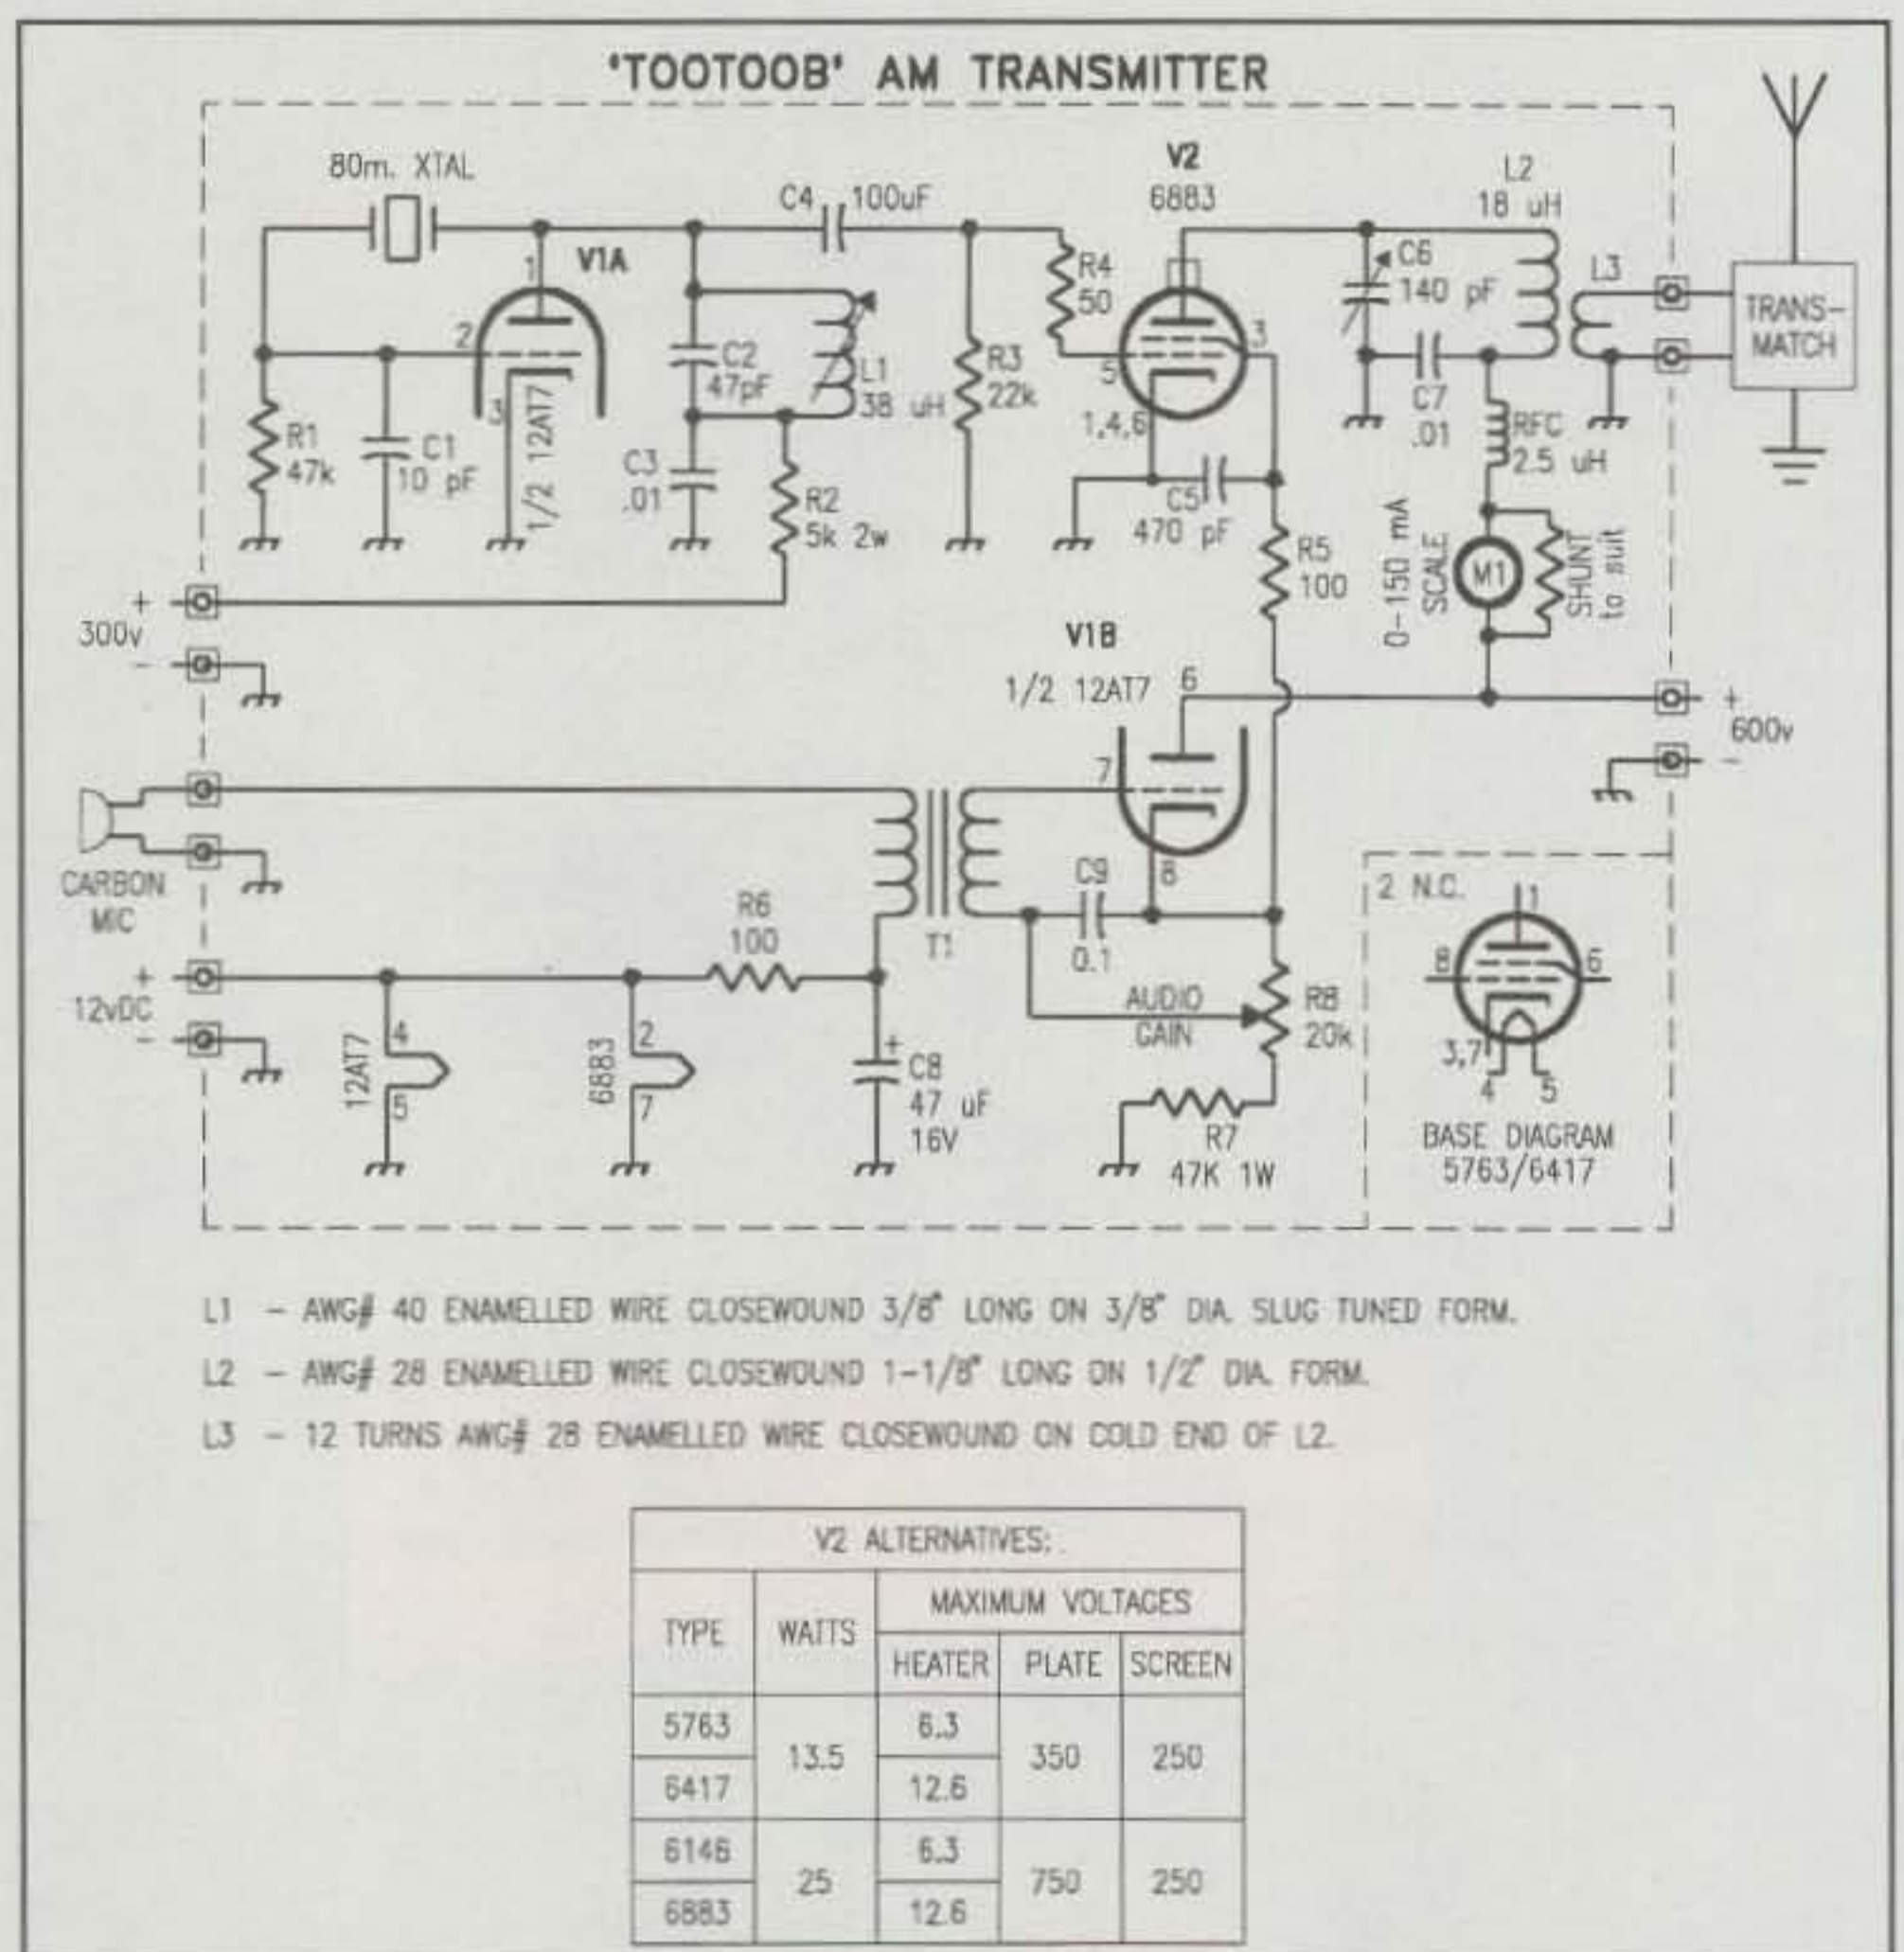 'TOOTOOB' AM TRANSMITTER
80m. XTAL
C4 100uF
V2
6883
L2
18 uH
V1A
1
2
3
1/2 12AT7
R1
47k
C1
10 pF
C2
47pF
L1
38 uH
C3
.01
R2
5k 2w
R3
22k
R4
50
5
3
1,4,6
C5
470 pF
C6
140 pF
C7
.01
L3
RFC
2.5 uH
TRANS-
MATCH
R5
100
0-150 mA
SCALE
M1
SHUNT
to suit
+
300v
-
V1B
1/2 12AT7
6
7
8
+
600v
-
CARBON
MIC
T1
C9
0.1
R6
100
+
12vDC
-
12AT7
4
5
6883
2
7
+
C8
47 uF
16V
AUDIO
GAIN
R8
20k
R7
47K 1W
2 N.C.
1
8
6
3,7
4
5
BASE DIAGRAM
5763/6417
L1 - AWG# 40 ENAMELLED WIRE CLOSEWOUND 3/8" LONG ON 3/8" DIA. SLUG TUNED FORM.
L2 - AWG# 28 ENAMELLED WIRE CLOSEWOUND 1-1/8" LONG ON 1/2" DIA. FORM.
L3 - 12 TURNS AWG# 28 ENAMELLED WIRE CLOSEWOUND ON COLD END OF L2.
V2 ALTERNATIVES:
TYPE WATTS MAXIMUM VOLTAGES
HEATER PLATE SCREEN
5763 13.5 6.3 350 250
6417 12.6
6146 25 6.3 750 250
6883 12.6